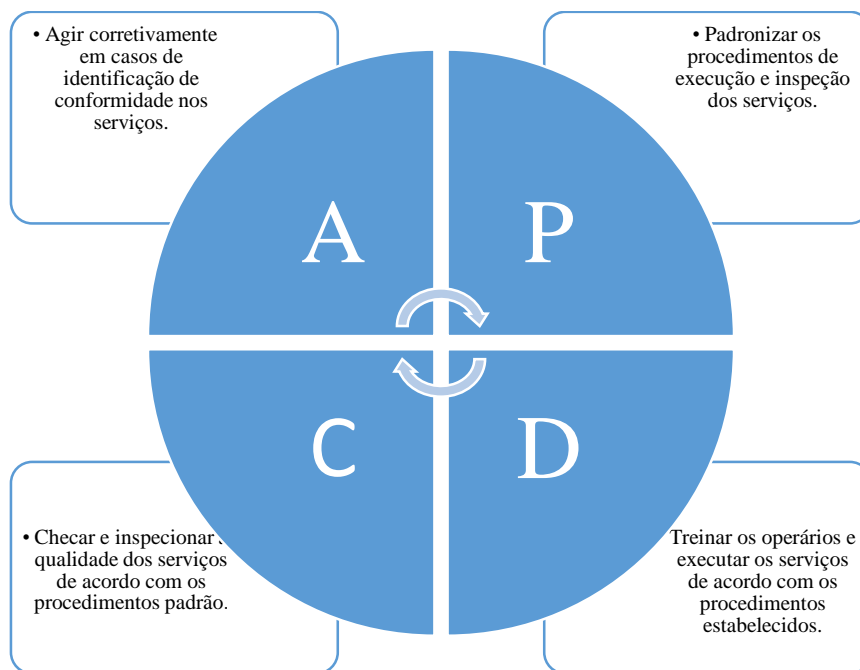 • Agir corretivamente
em casos de
identificação de
conformidade nos
serviços.
• Padronizar os
procedimentos de
execução e inspeção
dos serviços.
A
P
C
D
• Checar e inspecionar
qualidade dos serviços
de acordo com os
procedimentos padrão.
Treinar os operários e
executar os serviços
de acordo com os
procedimentos
estabelecidos.